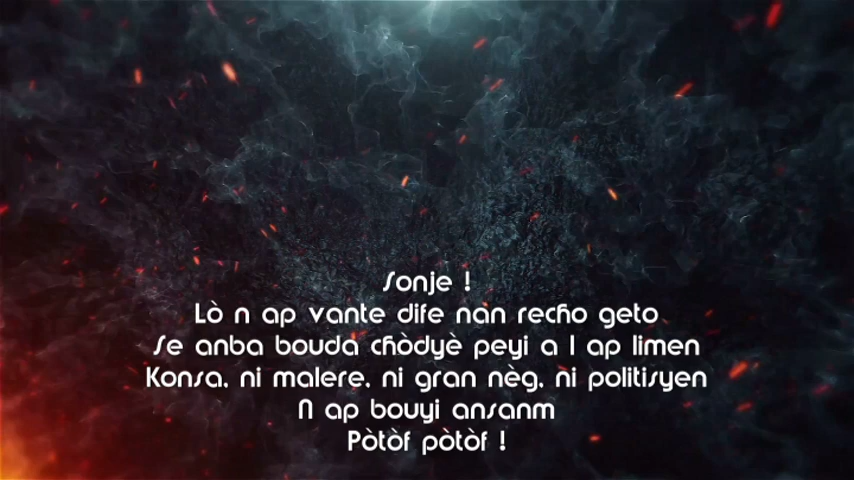 Sonje !
Lò n ap vante dife nan recho geto
Se anba bouda chòdyè peyi a l ap limen
Konsa, ni malere, ni gran nèg, ni politisyen
N ap bouyi ansanm
Pòtòf pòtòf !